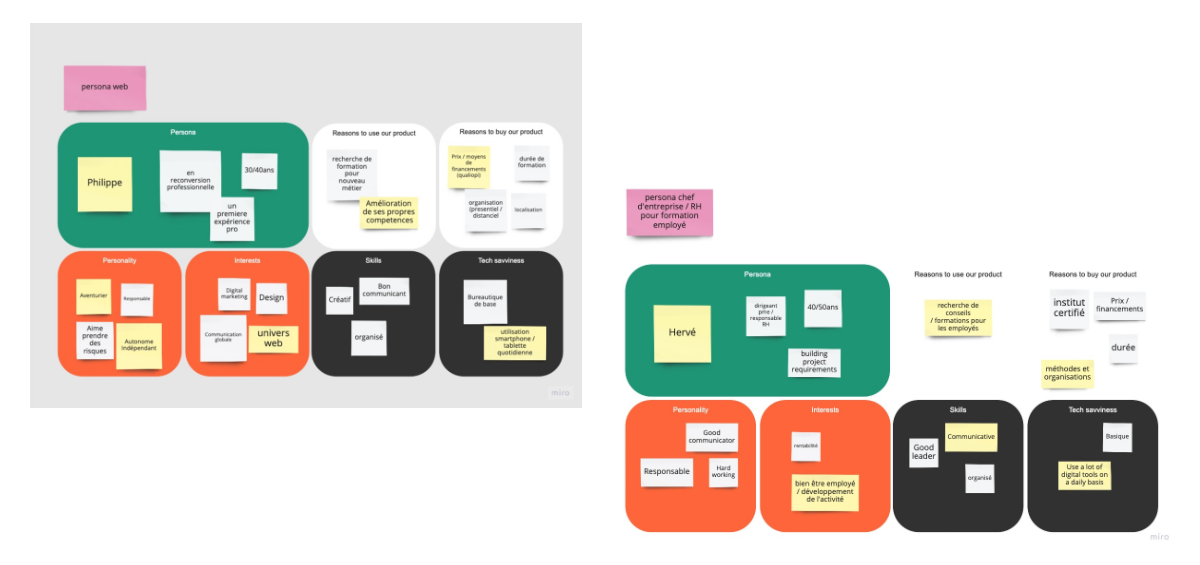 persona web
Persona
Philippe
en
reconversion
professionnelle
30/40ans
un
premiere
expérience
pro
Reasons to use our product
recherche de
formation
pour
nouveau
métier
Amélioration
de ses propres
competences
Reasons to buy our product
Prix / moyens
de
financements
(qualiopi)
durée de
formation
organisation
(presentiel /
distanciel
localisation
Personality
Aventurier
Responsable
Aime
prendre
des
risques
Autonome
indépendant
Interests
Digital
marketing
Design
Communication
globale
univers
web
Skills
Créatif
Bon
communicant
organisé
Tech savviness
Bureautique
de base
utilisation
smartphone /
tablette
quotidienne
miro
persona chef
d'entreprise / RH
pour formation
employé
Persona
Hervé
dirigeant
pme /
responsable
RH
40/50ans
building
project
requirements
Reasons to use our product
recherche de
conseils
/ formations pour
les employés
Reasons to buy our product
institut
certifié
Prix /
financements
durée
méthodes et
organisations
Personality
Good
communicator
Responsable
Hard
working
Interests
rentabilité
bien être employé
/ développement
de l'activité
Skills
Good
leader
Communicative
organisé
Tech savviness
Basique
Use a lot of
digital tools on
a daily basis
miro